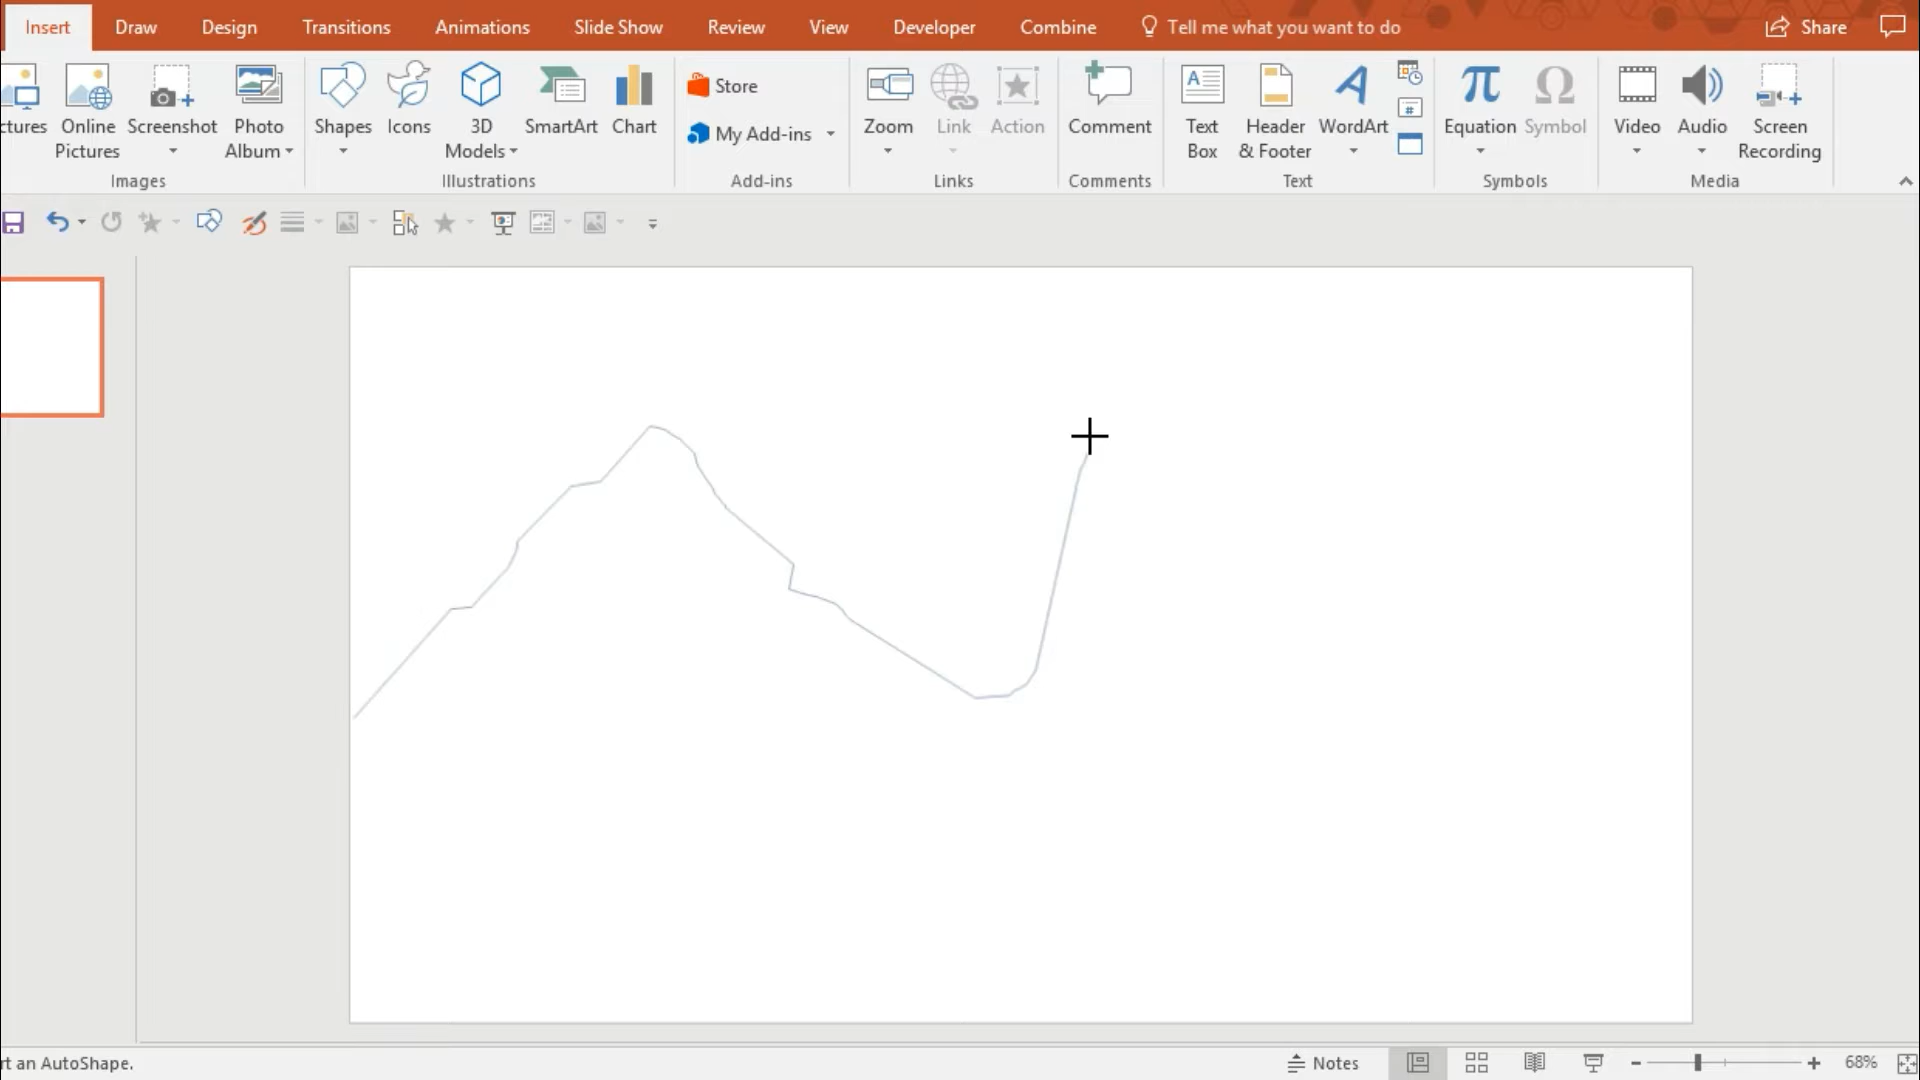 Insert Draw Design Transitions Animations Slide Show Review View Developer Combine Tell me what you want to do Share
ctures Online Pictures Screenshot Photo Album Shapes Icons 3D Models SmartArt Chart Store My Add-ins Zoom Link Action Comment A Text Box Header & Footer A WordArt # π Equation Ω Symbol Video Audio Screen Recording
Images Illustrations Add-ins Links Comments Text Symbols Media
rt an AutoShape. Notes 68%